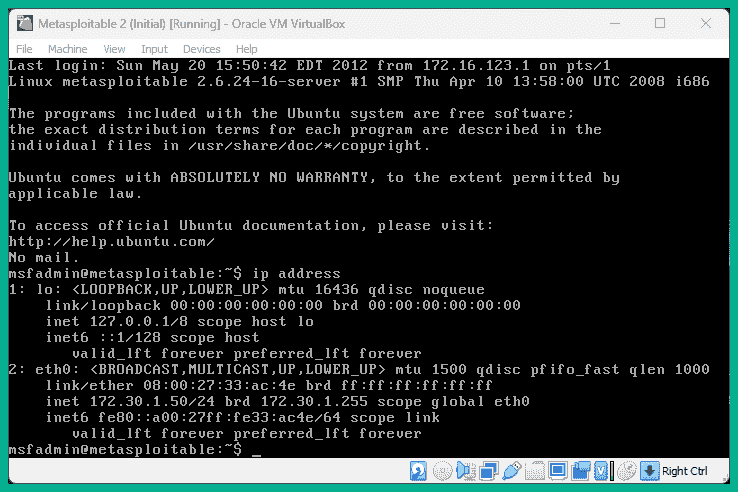 Metasploitable 2 (Initial) [Running] - Oracle VM VirtualBox
File Machine View Input Devices Help
Last login: Sun May 20 15:50:42 EDT 2012 from 172.16.123.1 on pts/1
Linux metasploitable 2.6.24-16-server #1 SMP Thu Apr 10 13:58:00 UTC 2008 i686
The programs included with the Ubuntu system are free software;
the exact distribution terms for each program are described in the
individual files in /usr/share/doc/*/copyright.
Ubuntu comes with ABSOLUTELY NO WARRANTY, to the extent permitted by
applicable law.
To access official Ubuntu documentation, please visit:
http://help.ubuntu.com/
No mail.
msfadmin@metasploitable:~$ ip address
1: lo: <LOOPBACK,UP,LOWER_UP> mtu 16436 qdisc noqueue
    link/loopback 00:00:00:00:00:00 brd 00:00:00:00:00:00
    inet 127.0.0.1/8 scope host lo
    inet6 ::1/128 scope host
       valid_lft forever preferred_lft forever
2: eth0: <BROADCAST,MULTICAST,UP,LOWER_UP> mtu 1500 qdisc pfifo_fast qlen 1000
    link/ether 08:00:27:33:ac:4e brd ff:ff:ff:ff:ff:ff
    inet 172.30.1.50/24 brd 172.30.1.255 scope global eth0
    inet6 fe80::a00:27ff:fe33:ac4e/64 scope link
       valid_lft forever preferred_lft forever
msfadmin@metasploitable:~$ _
Right Ctrl